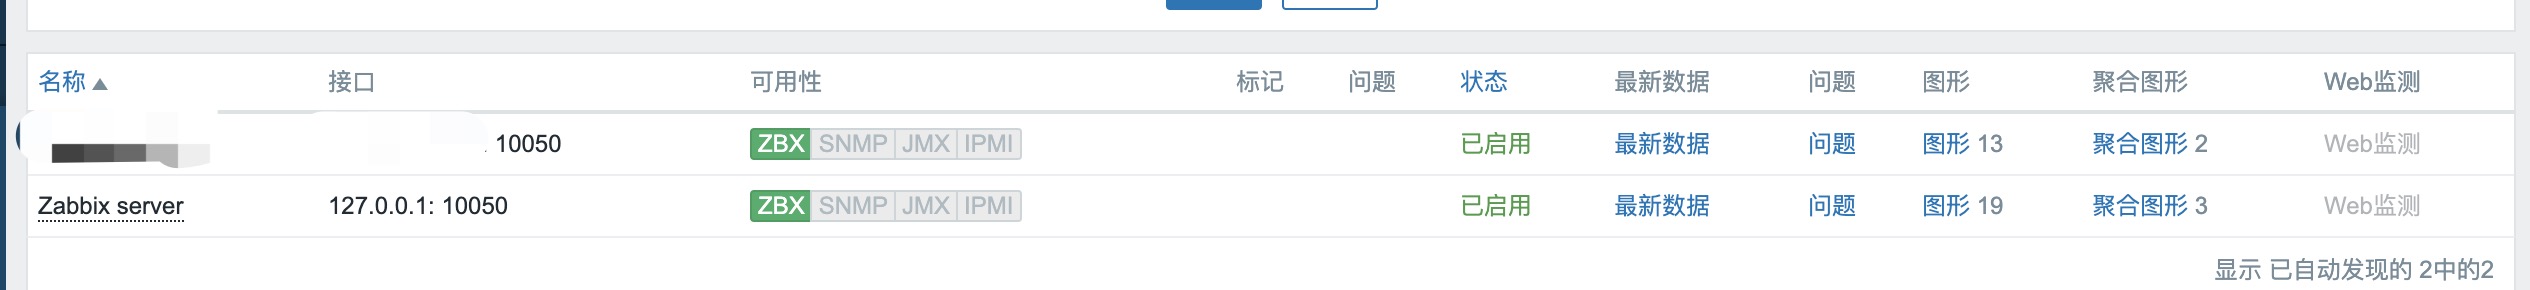 名称▲ 接口 可用性 标记 问题 状态 最新数据 问题 图形 聚合图形 Web监测
10050 ZBX SNMP JMX IPMI 已启用 最新数据 问题 图形 13 聚合图形 2 Web监测
Zabbix server 127.0.0.1: 10050 ZBX SNMP JMX IPMI 已启用 最新数据 问题 图形 19 聚合图形 3 Web监测
显示 已自动发现的 2中的2